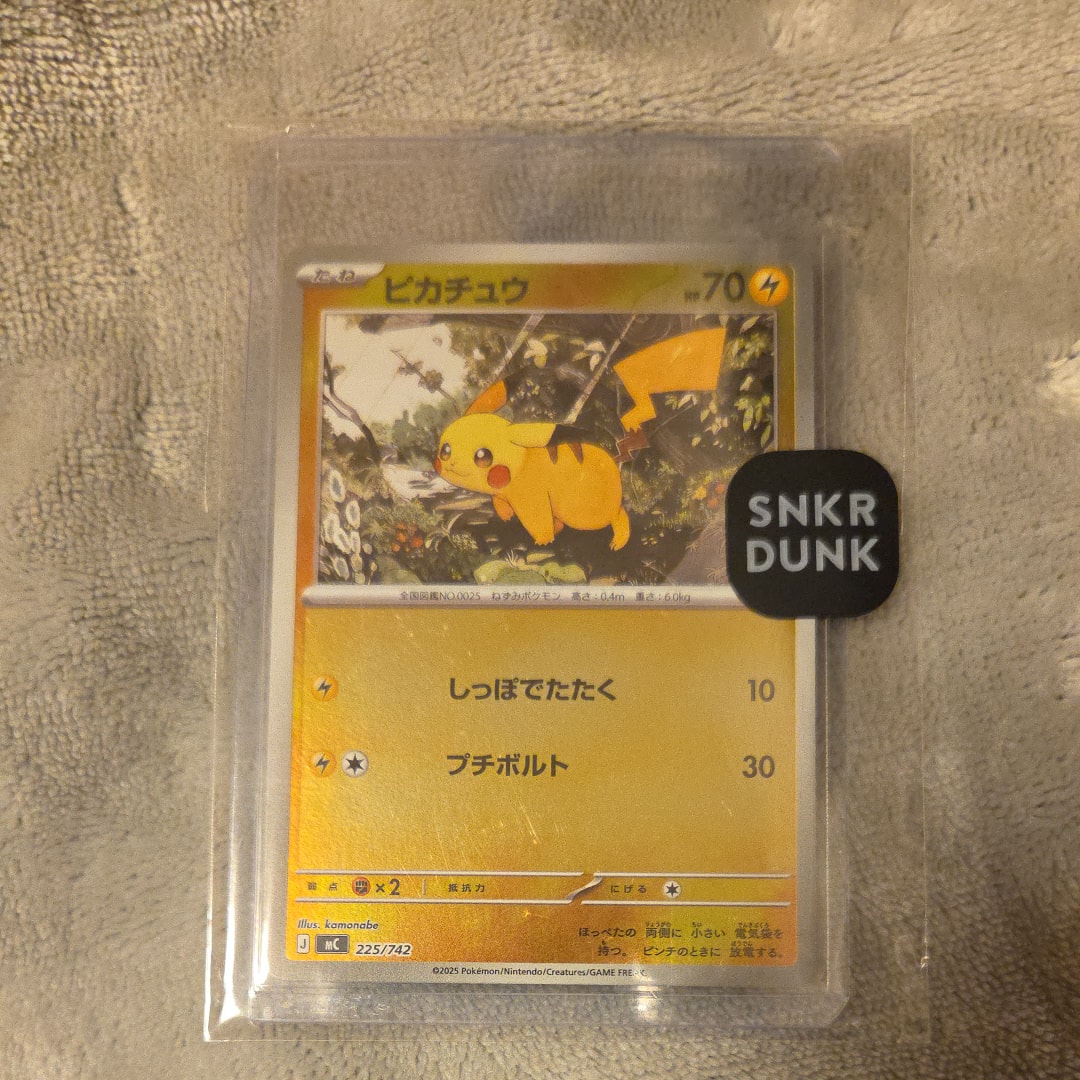 たね ピカチュウ HP70
全国図鑑NO.0025 ねずみポケモン 高さ:0.4m 重さ:6.0kg
SNKR
DUNK
しっぽでたたく 10
プチボルト 30
弱点 ×2 抵抗力 にげる
Illus. kamonabe
J mC 225/742
ほっぺたの 両側に 小さい 電気袋を
持つ。ピンチのときに 放電する。
©2025 Pokémon/Nintendo/Creatures/GAME FREAK.